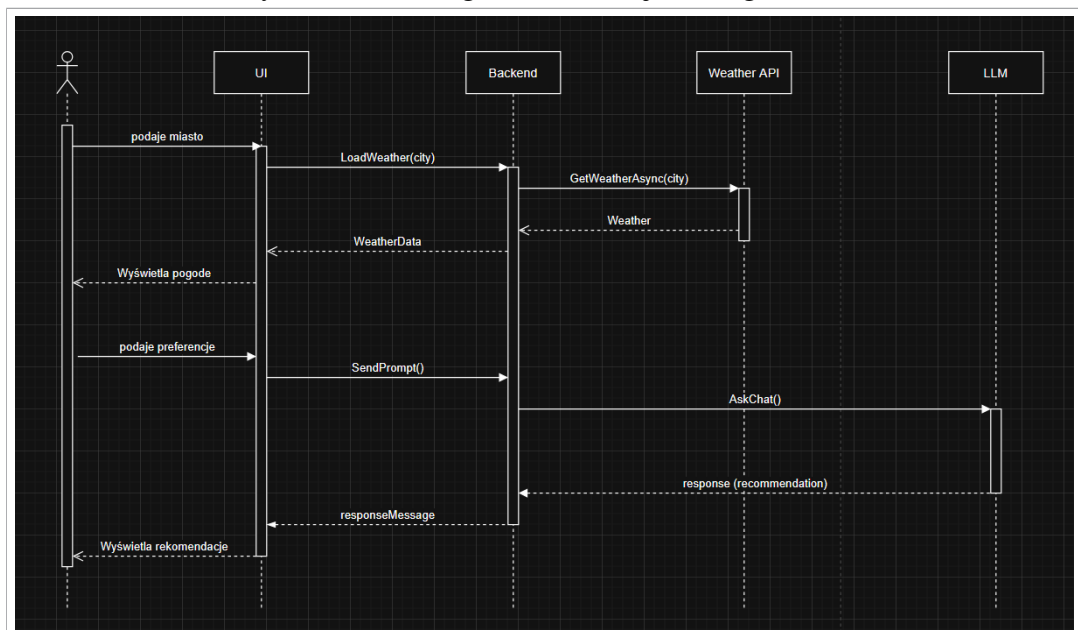 UI
Backend
Weather API
LLM
podaje miasto
LoadWeather(city)
GetWeatherAsync(city)
Weather
WeatherData
Wyświetla pogode
podaje preferencje
SendPrompt()
AskChat()
response (recommendation)
responseMessage
Wyświetla rekomendacje